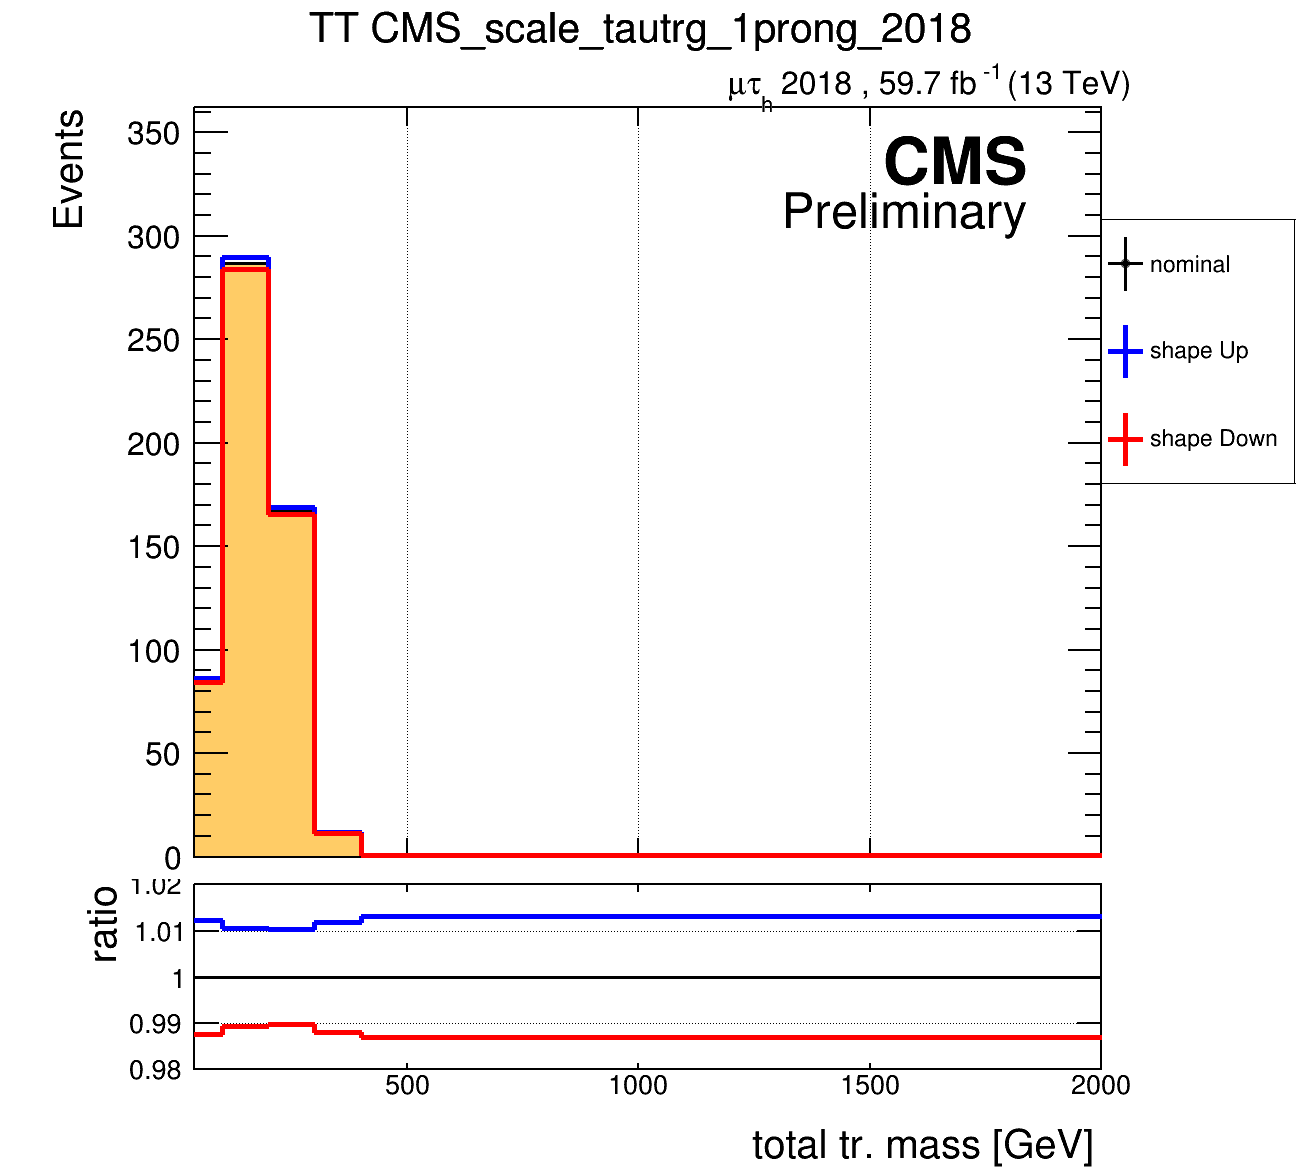 TT CMS_scale_tautrg_1prong_2018
μτh 2018 , 59.7 fb-1 (13 TeV)
Events
350
300
250
200
150
100
50
0
CMS
Preliminary
nominal
shape Up
shape Down
ratio
1.02
1.01
1
0.99
0.98
500
1000
1500
2000
total tr. mass [GeV]